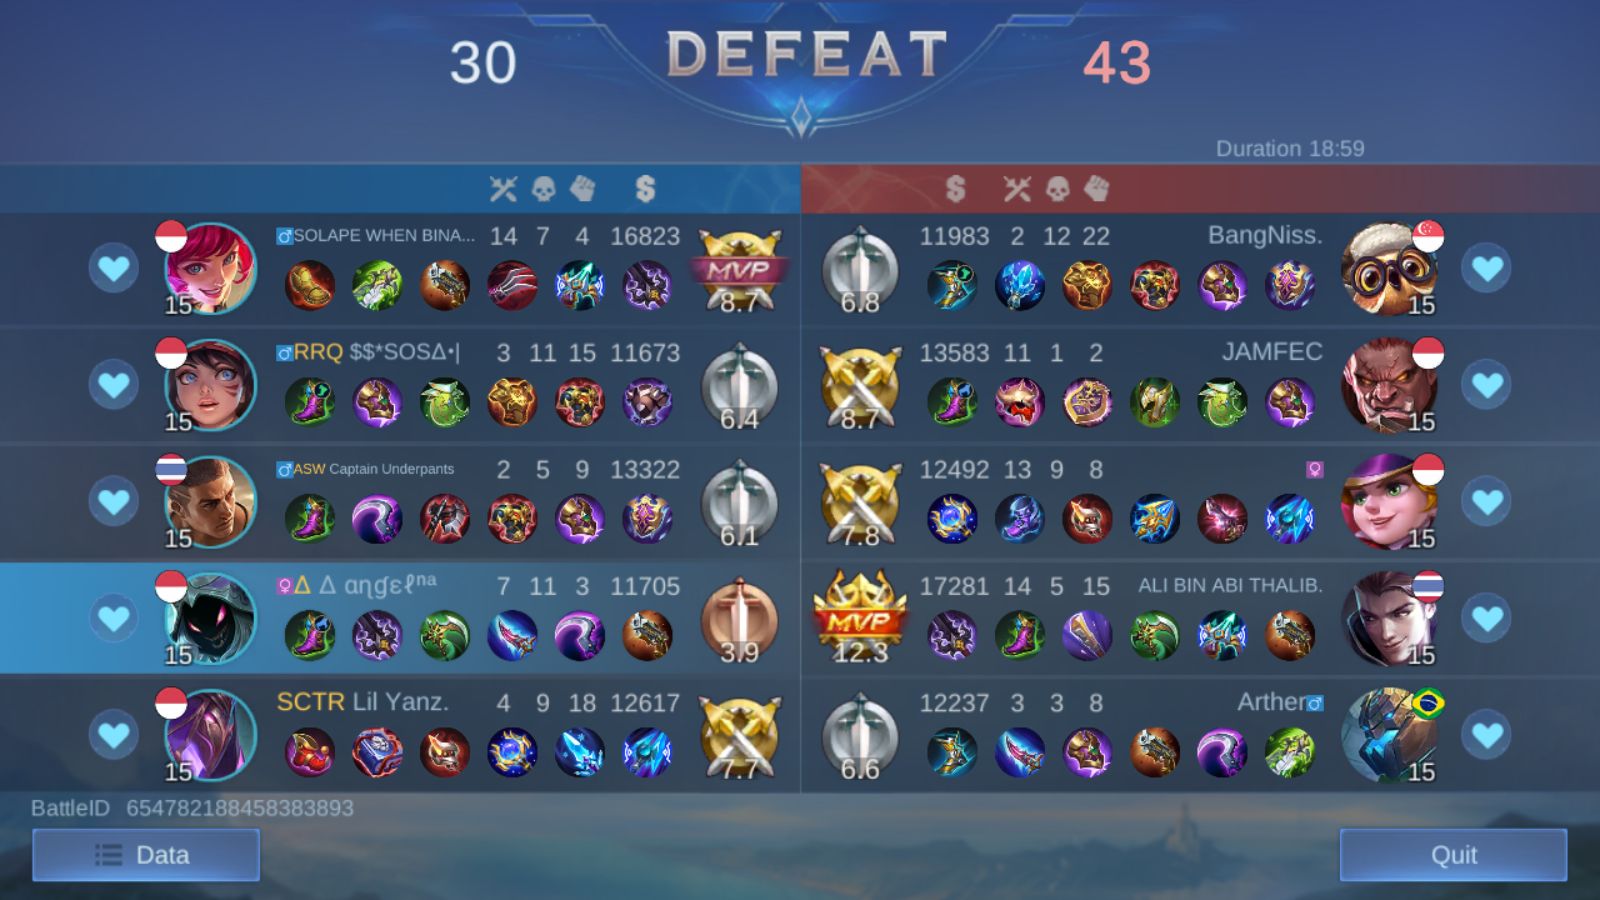 30 DEFEAT 43
Duration 18:59
SOLAPE WHEN BINA... 14 7 4 16823
MVP 8.7
15
11983 2 12 22 BangNiss.
6.8
15
RRQ $$*SOSΔ•| 3 11 15 11673
6.4
15
13583 11 1 2 JAMFEC
8.7
15
ASW Captain Underpants 2 5 9 13322
6.1
15
12492 13 9 8
7.8
15
Δ Δ αɳɠɛℓⁿᵃ 7 11 3 11705
3.9
15
17281 14 5 15 ALI BIN ABI THALIB.
MVP 12.3
15
SCTR Lil Yanz. 4 9 18 12617
7.7
15
12237 3 3 8 Arther
6.6
15
BattleID 654782188458383893
Data
Quit